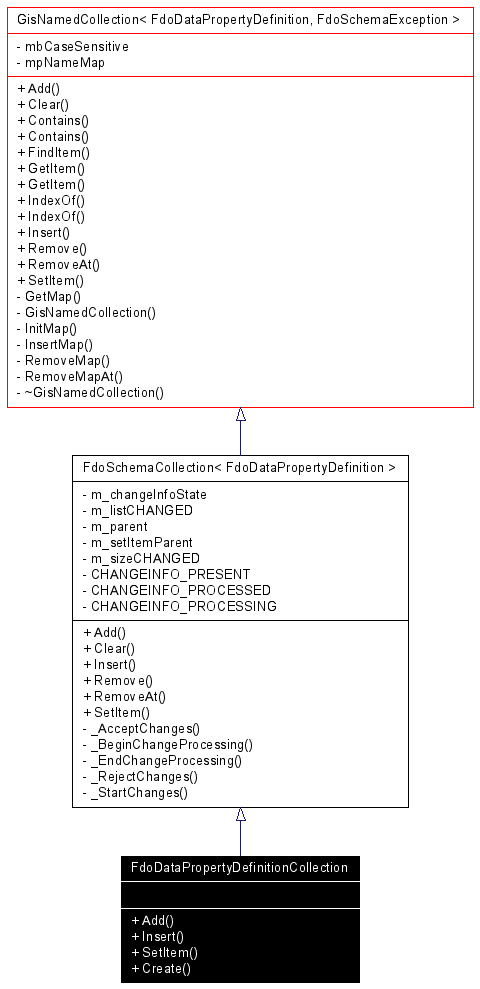 GisNamedCollection< FdoDataPropertyDefinition, FdoSchemaException >
- mbCaseSensitive
- mpNameMap
+ Add()
+ Clear()
+ Contains()
+ Contains()
+ FindItem()
+ GetItem()
+ GetItem()
+ IndexOf()
+ IndexOf()
+ Insert()
+ Remove()
+ RemoveAt()
+ SetItem()
- GetMap()
- GisNamedCollection()
- InitMap()
- InsertMap()
- RemoveMap()
- RemoveMapAt()
- ~GisNamedCollection()
FdoSchemaCollection< FdoDataPropertyDefinition >
- m_changeInfoState
- m_listCHANGED
- m_parent
- m_setItemParent
- m_sizeCHANGED
- CHANGEINFO_PRESENT
- CHANGEINFO_PROCESSED
- CHANGEINFO_PROCESSING
+ Add()
+ Clear()
+ Insert()
+ Remove()
+ RemoveAt()
+ SetItem()
- _AcceptChanges()
- _BeginChangeProcessing()
- _EndChangeProcessing()
- _RejectChanges()
- _StartChanges()
FdoDataPropertyDefinitionCollection
+ Add()
+ Insert()
+ SetItem()
+ Create()